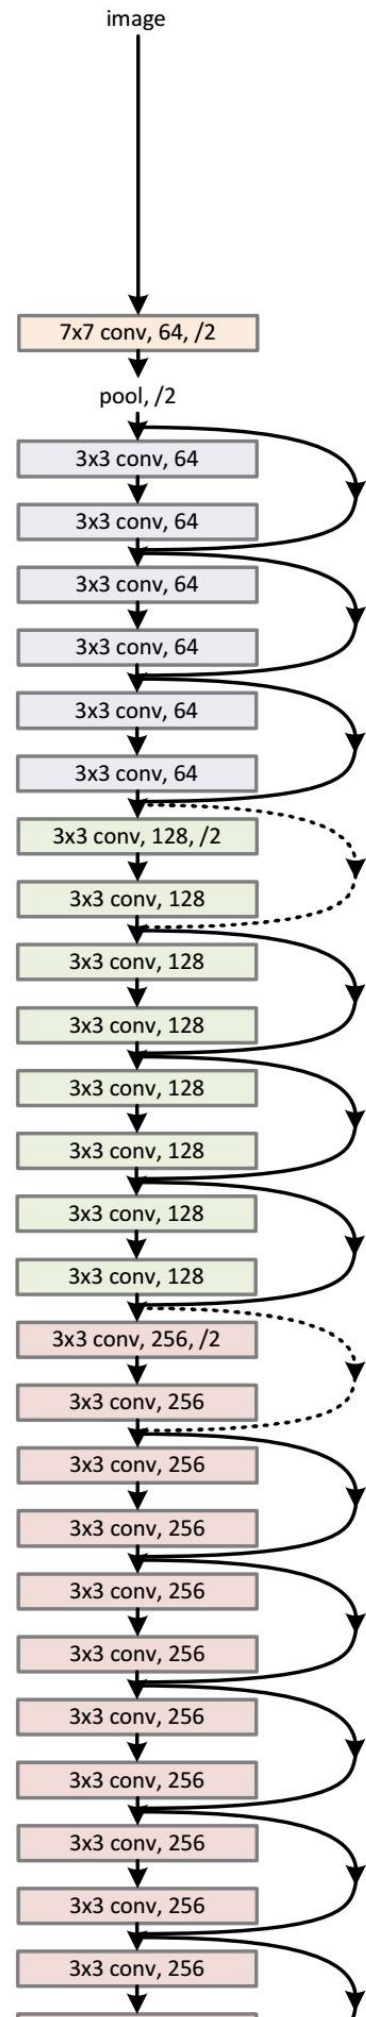 image
7x7 conv, 64, /2
pool, /2
3x3 conv, 64
3x3 conv, 64
3x3 conv, 64
3x3 conv, 64
3x3 conv, 64
3x3 conv, 64
3x3 conv, 128, /2
3x3 conv, 128
3x3 conv, 128
3x3 conv, 128
3x3 conv, 128
3x3 conv, 128
3x3 conv, 128
3x3 conv, 128
3x3 conv, 256, /2
3x3 conv, 256
3x3 conv, 256
3x3 conv, 256
3x3 conv, 256
3x3 conv, 256
3x3 conv, 256
3x3 conv, 256
3x3 conv, 256
3x3 conv, 256
3x3 conv, 256